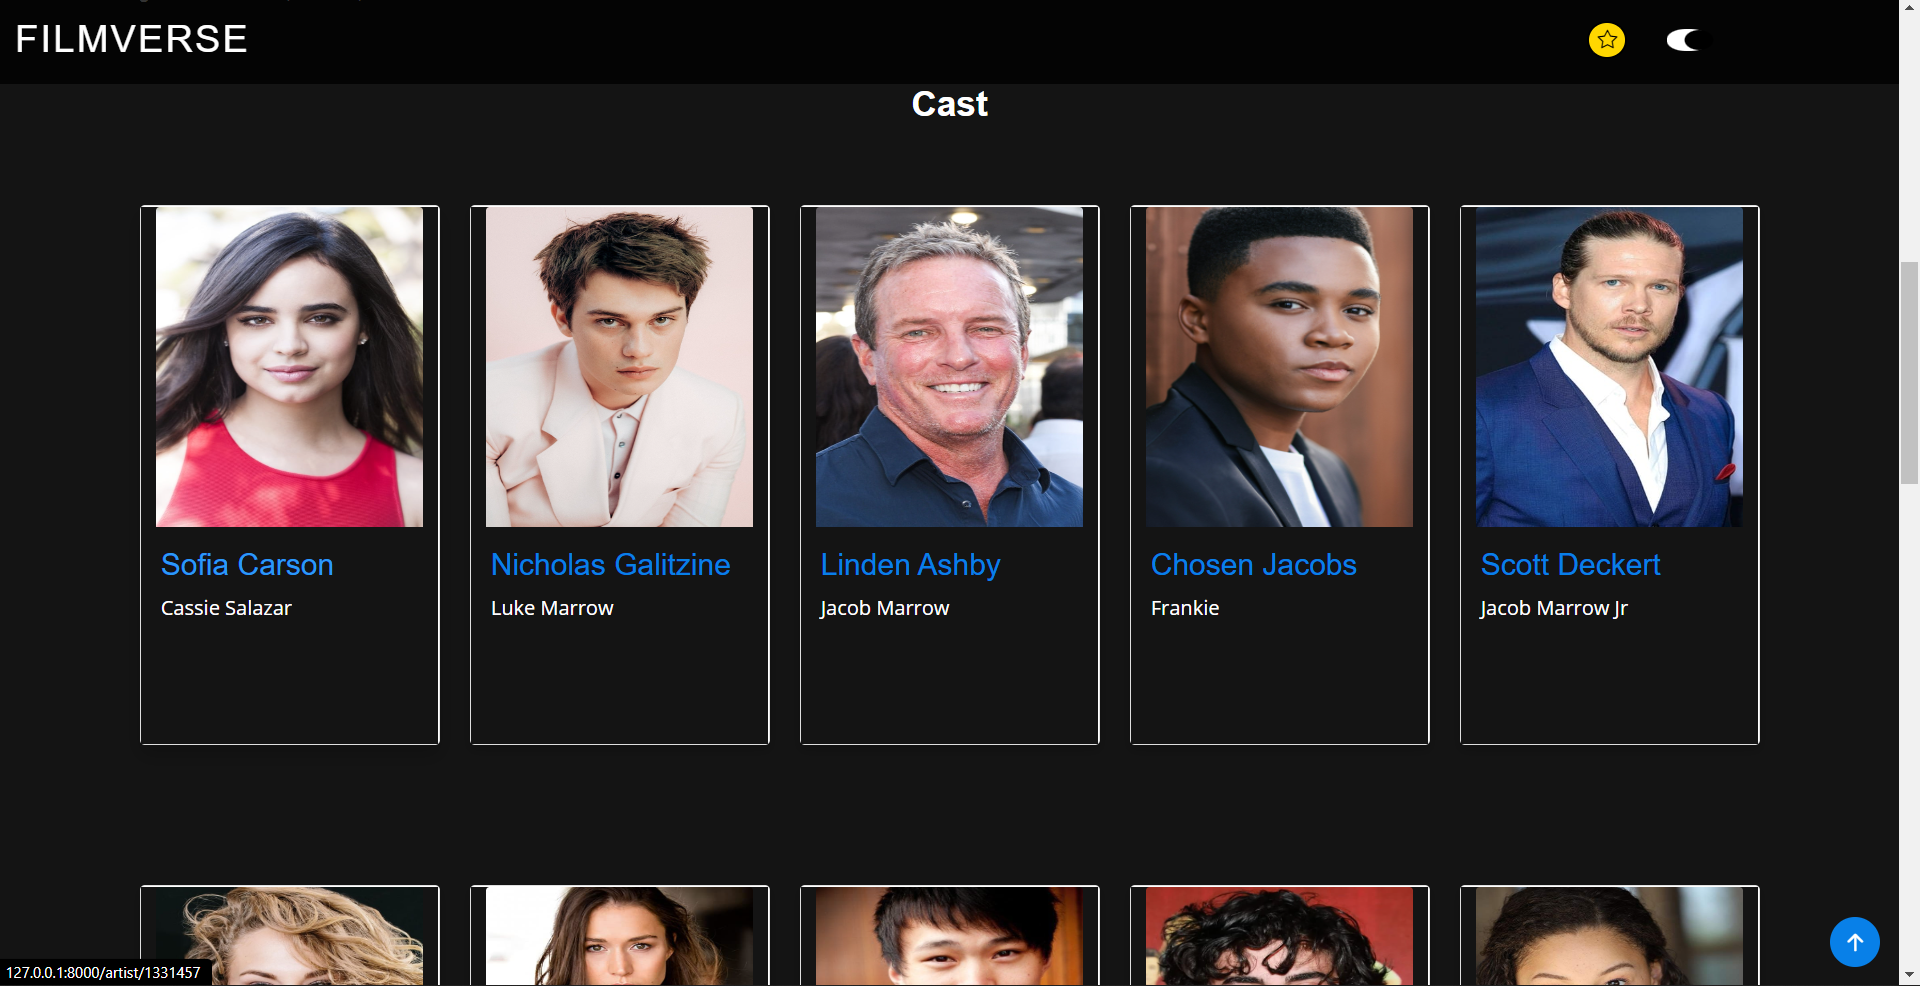 FILMVERSE
Cast
Sofia Carson
Cassie Salazar
Nicholas Galitzine
Luke Marrow
Linden Ashby
Jacob Marrow
Chosen Jacobs
Frankie
Scott Deckert
Jacob Marrow Jr
127.0.0.1:8000/artist/1331457